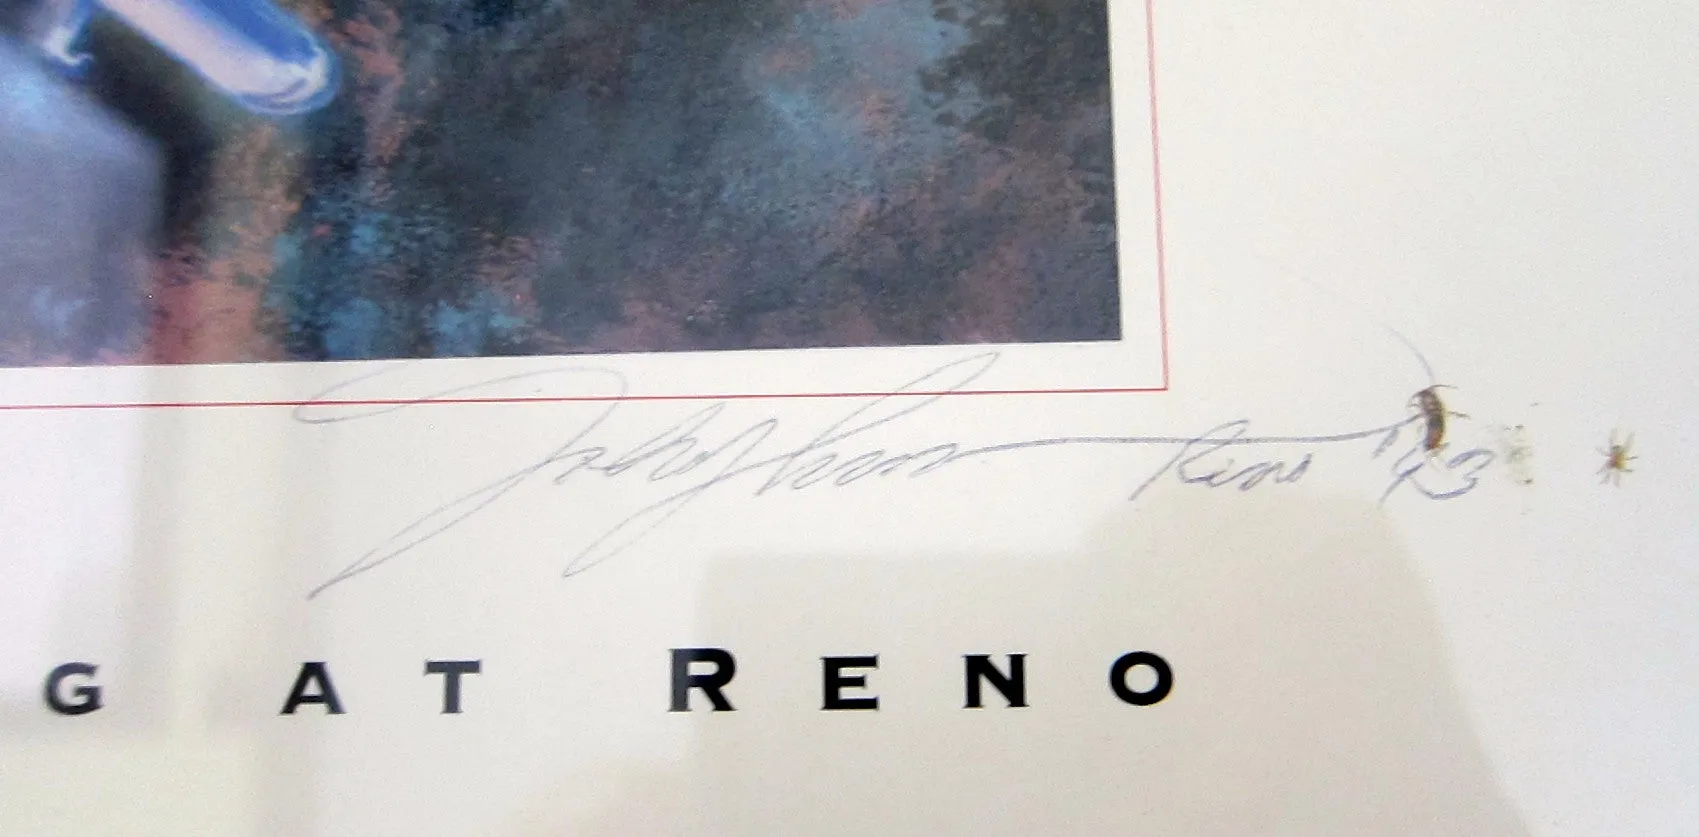 Reno '93
G AT RENO